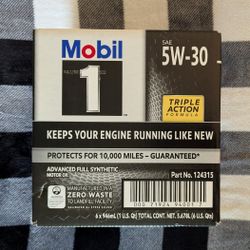 Mobil
1
SAE
5W-30
TRIPLE
ACTION
FORMULA
KEEPS YOUR ENGINE RUNNING LIKE NEW
PROTECTS FOR 10,000 MILES – GUARANTEED*
ADVANCED FULL SYNTHETIC
MOTOR OIL
Part No. 124315
MANUFACTURED IN A
ZERO WASTE
TO LANDFILL FACILITY
6 x 946mL (1 U.S. Qt) TOTAL CONT. NET. 5.678L (6 U.S. Qts)